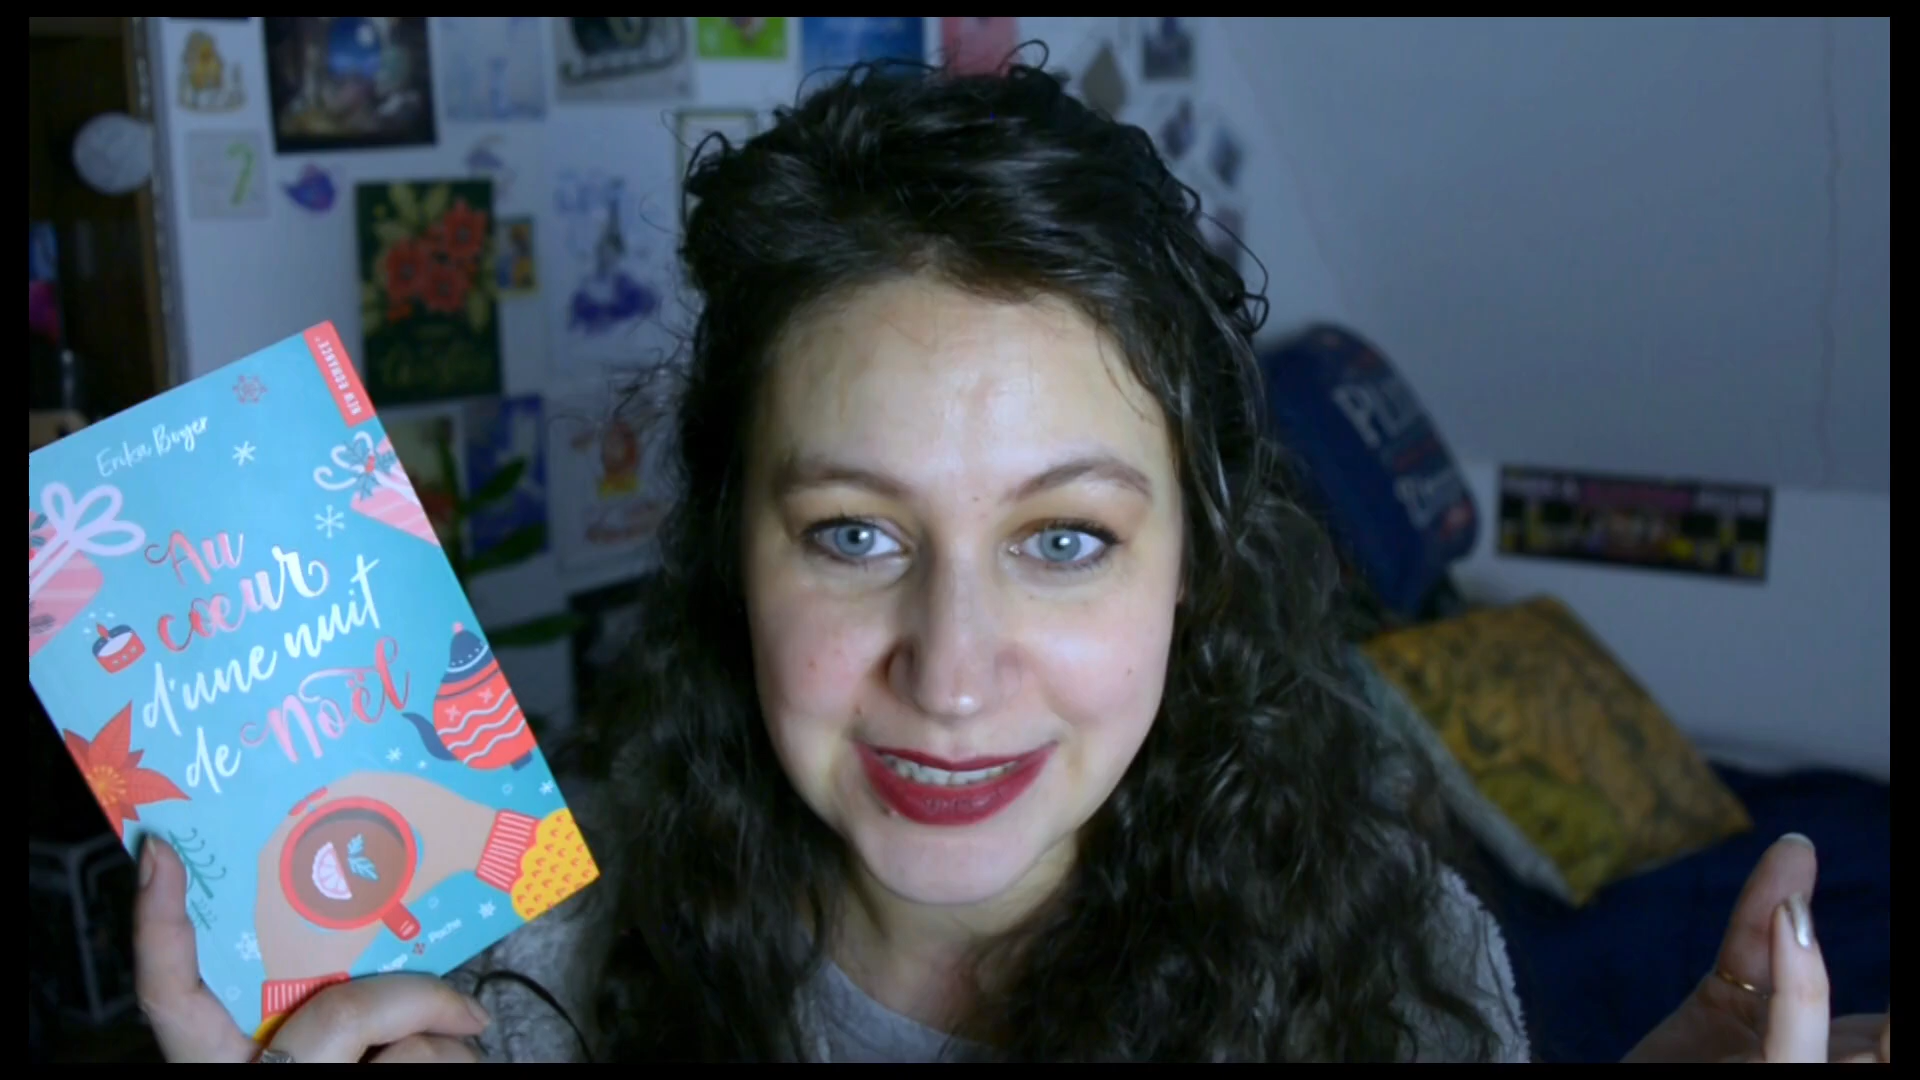 NEW ROMANCE®
Erika Boyer
Au
cœur
d'une nuit
de Noël
Hugo Poche